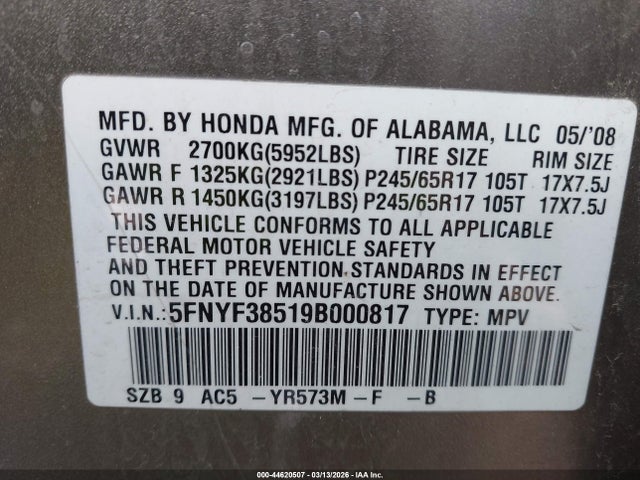 MFD. BY HONDA MFG. OF ALABAMA, LLC 05/'08
GVWR 2700KG(5952LBS) TIRE SIZE RIM SIZE
GAWR F 1325KG(2921LBS) P245/65R17 105T 17X7.5J
GAWR R 1450KG(3197LBS) P245/65R17 105T 17X7.5J
THIS VEHICLE CONFORMS TO ALL APPLICABLE
FEDERAL MOTOR VEHICLE SAFETY
AND THEFT PREVENTION STANDARDS IN EFFECT
ON THE DATE OF MANUFACTURE SHOWN ABOVE.
V.I.N.:5FNYF38519B000817 TYPE: MPV
SZB 9 AC5 -YR573M -F -B
000-44620507 - 03/13/2026 - IAA Inc.